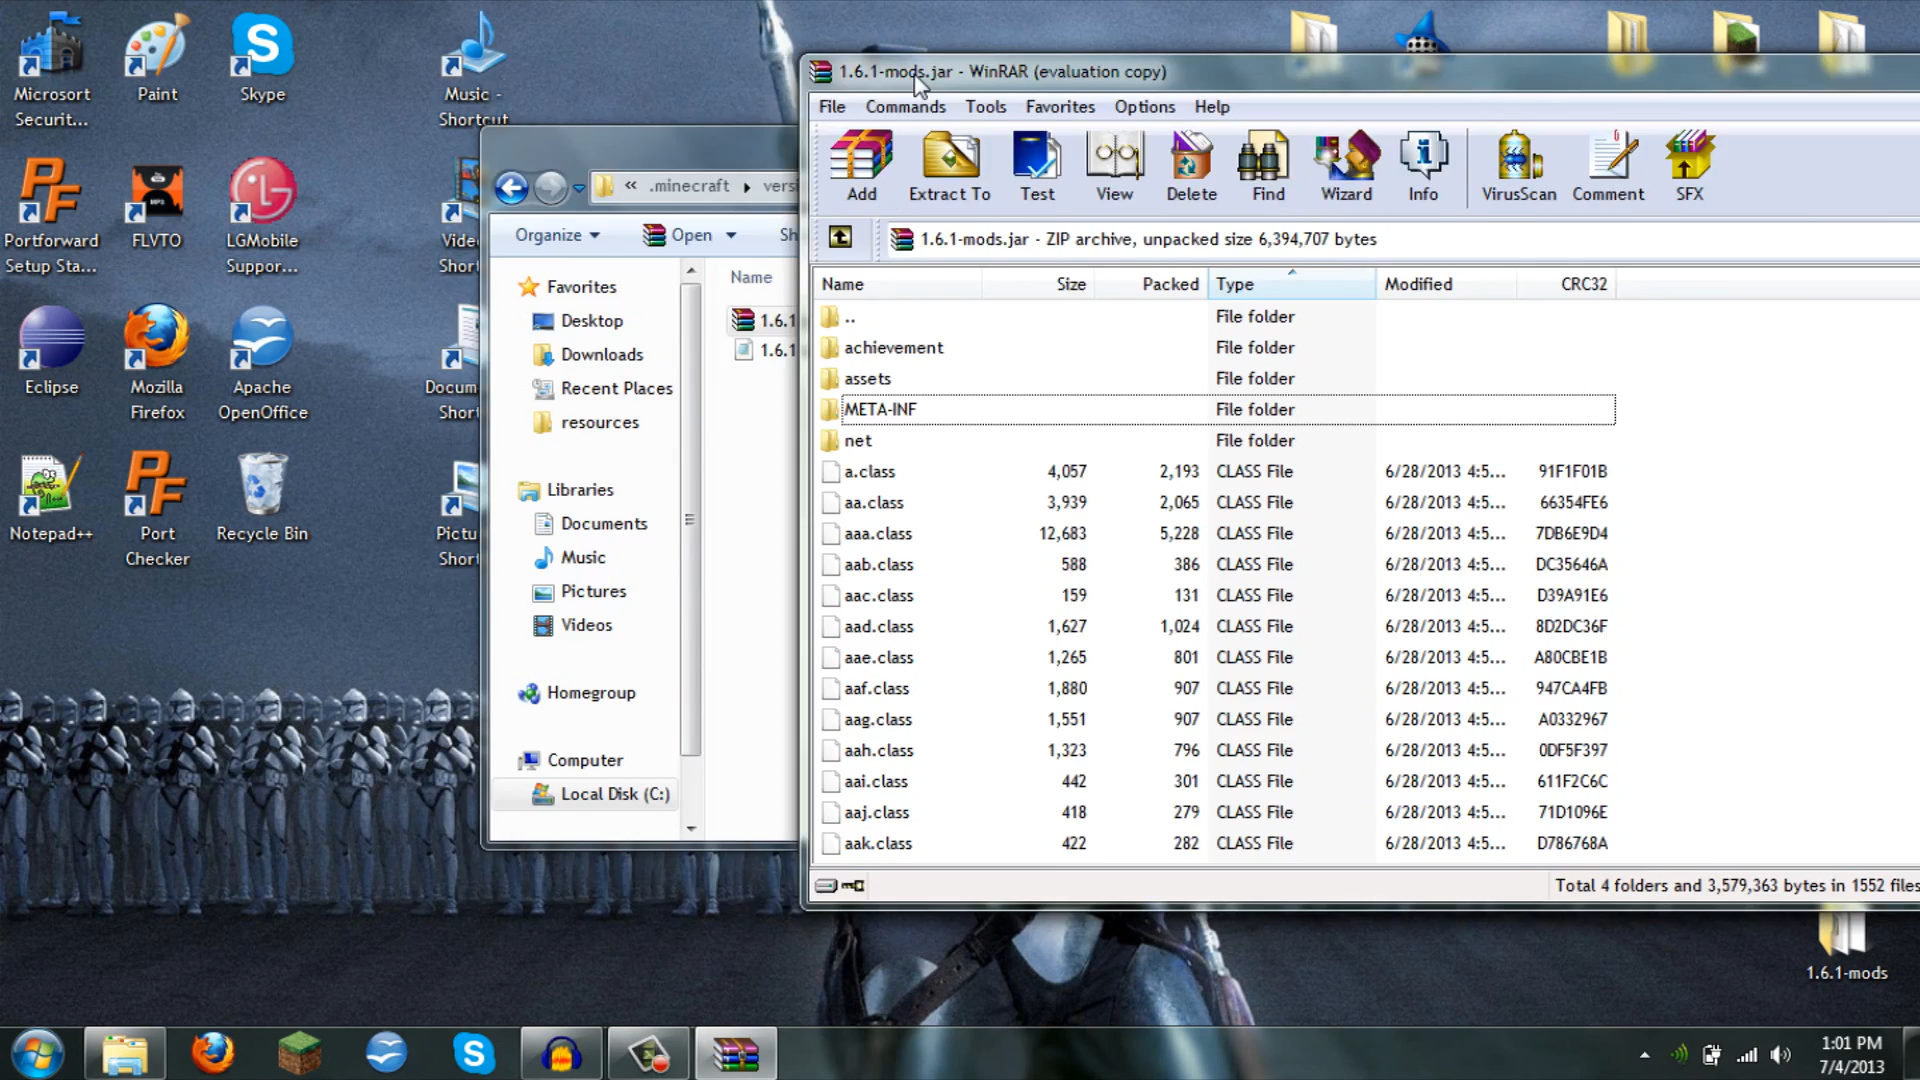 Microsort
Securit...
Paint
Skype
Music -
Shortcut
Portforward
Setup Sta...
FLVTO
LGMobile
Suppor...
Video
Short
Eclipse
Mozilla
Firefox
Apache
OpenOffice
Docum
Short
Notepad++
Port
Checker
Recycle Bin
Pictu
Short
« .minecraft ▸ versi
Organize
Open
Sh
Favorites
Desktop
Downloads
Recent Places
resources
Libraries
Documents
Music
Pictures
Videos
Homegroup
Computer
Local Disk (C:)
Name
1.6.1
1.6.1
1.6.1-mods.jar - WinRAR (evaluation copy)
File Commands Tools Favorites Options Help
Add Extract To Test View Delete Find Wizard Info VirusScan Comment SFX
1.6.1-mods.jar - ZIP archive, unpacked size 6,394,707 bytes
Name Size Packed Type Modified CRC32
.. File folder
achievement File folder
assets File folder
META-INF File folder
net File folder
a.class 4,057 2,193 CLASS File 6/28/2013 4:5... 91F1F01B
aa.class 3,939 2,065 CLASS File 6/28/2013 4:5... 66354FE6
aaa.class 12,683 5,228 CLASS File 6/28/2013 4:5... 7DB6E9D4
aab.class 588 386 CLASS File 6/28/2013 4:5... DC35646A
aac.class 159 131 CLASS File 6/28/2013 4:5... D39A91E6
aad.class 1,627 1,024 CLASS File 6/28/2013 4:5... 8D2DC36F
aae.class 1,265 801 CLASS File 6/28/2013 4:5... A80CBE1B
aaf.class 1,880 907 CLASS File 6/28/2013 4:5... 947CA4FB
aag.class 1,551 907 CLASS File 6/28/2013 4:5... A0332967
aah.class 1,323 796 CLASS File 6/28/2013 4:5... 0DF5F397
aai.class 442 301 CLASS File 6/28/2013 4:5... 611F2C6C
aaj.class 418 279 CLASS File 6/28/2013 4:5... 71D1096E
aak.class 422 282 CLASS File 6/28/2013 4:5... D786768A
Total 4 folders and 3,579,363 bytes in 1552 files
1.6.1-mods
1:01 PM
7/4/2013